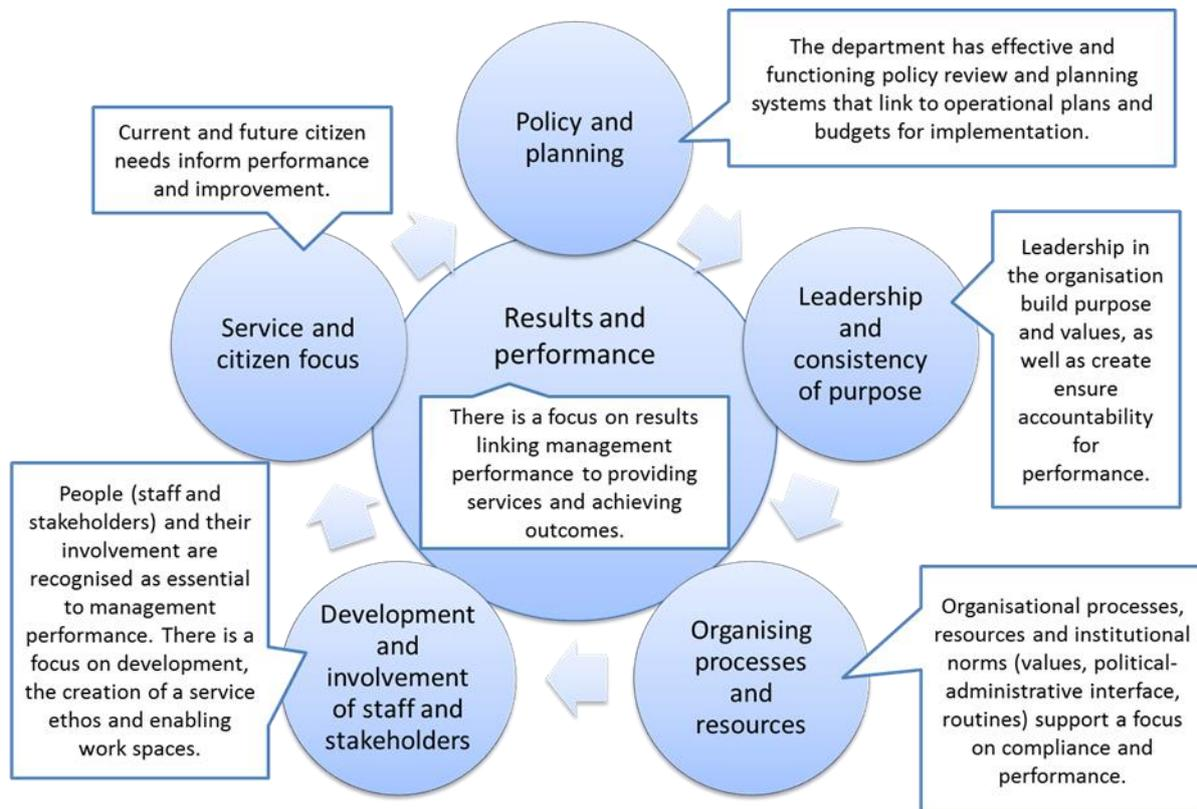 Policy and
planning
The department has effective and
functioning policy review and planning
systems that link to operational plans and
budgets for implementation.
Current and future citizen
needs inform performance
and improvement.
Service and
citizen focus
Results and
performance
There is a focus on results
linking management
performance to providing
services and achieving
outcomes.
Leadership
and
consistency
of purpose
Leadership in
the organisation
build purpose
and values, as
well as create
ensure
accountability
for
performance.
People (staff and
stakeholders) and their
involvement are
recognised as essential
to management
performance. There is a
focus on development,
the creation of a service
ethos and enabling
work spaces.
Development
and
involvement
of staff and
stakeholders
Organising
processes
and
resources
Organisational processes,
resources and institutional
norms (values, political-
administrative interface,
routines) support a focus
on compliance and
performance.